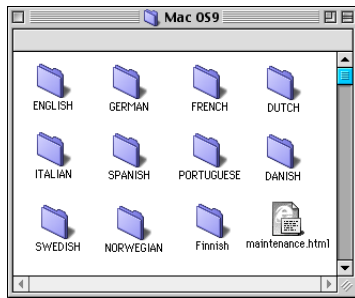 Mac OS9
ENGLISH GERMAN FRENCH DUTCH
ITALIAN SPANISH PORTUGUESE DANISH
SWEDISH NORWEGIAN Finnish maintenance.html